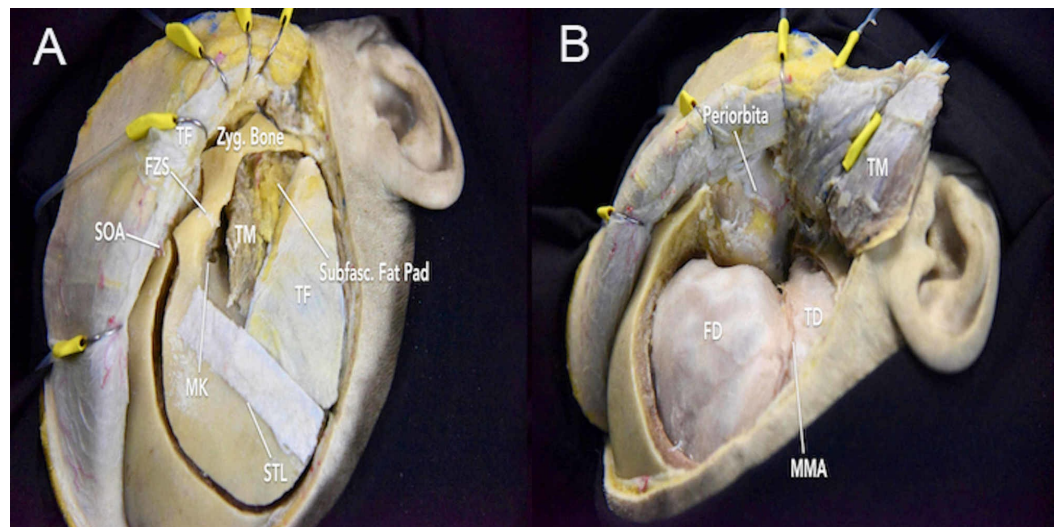 A
TF
Zyg. Bone
FZS
SOA
TM
Subfasc. Fat Pad
TF
MK
STL
B
Periorbita
TM
FD
TD
MMA